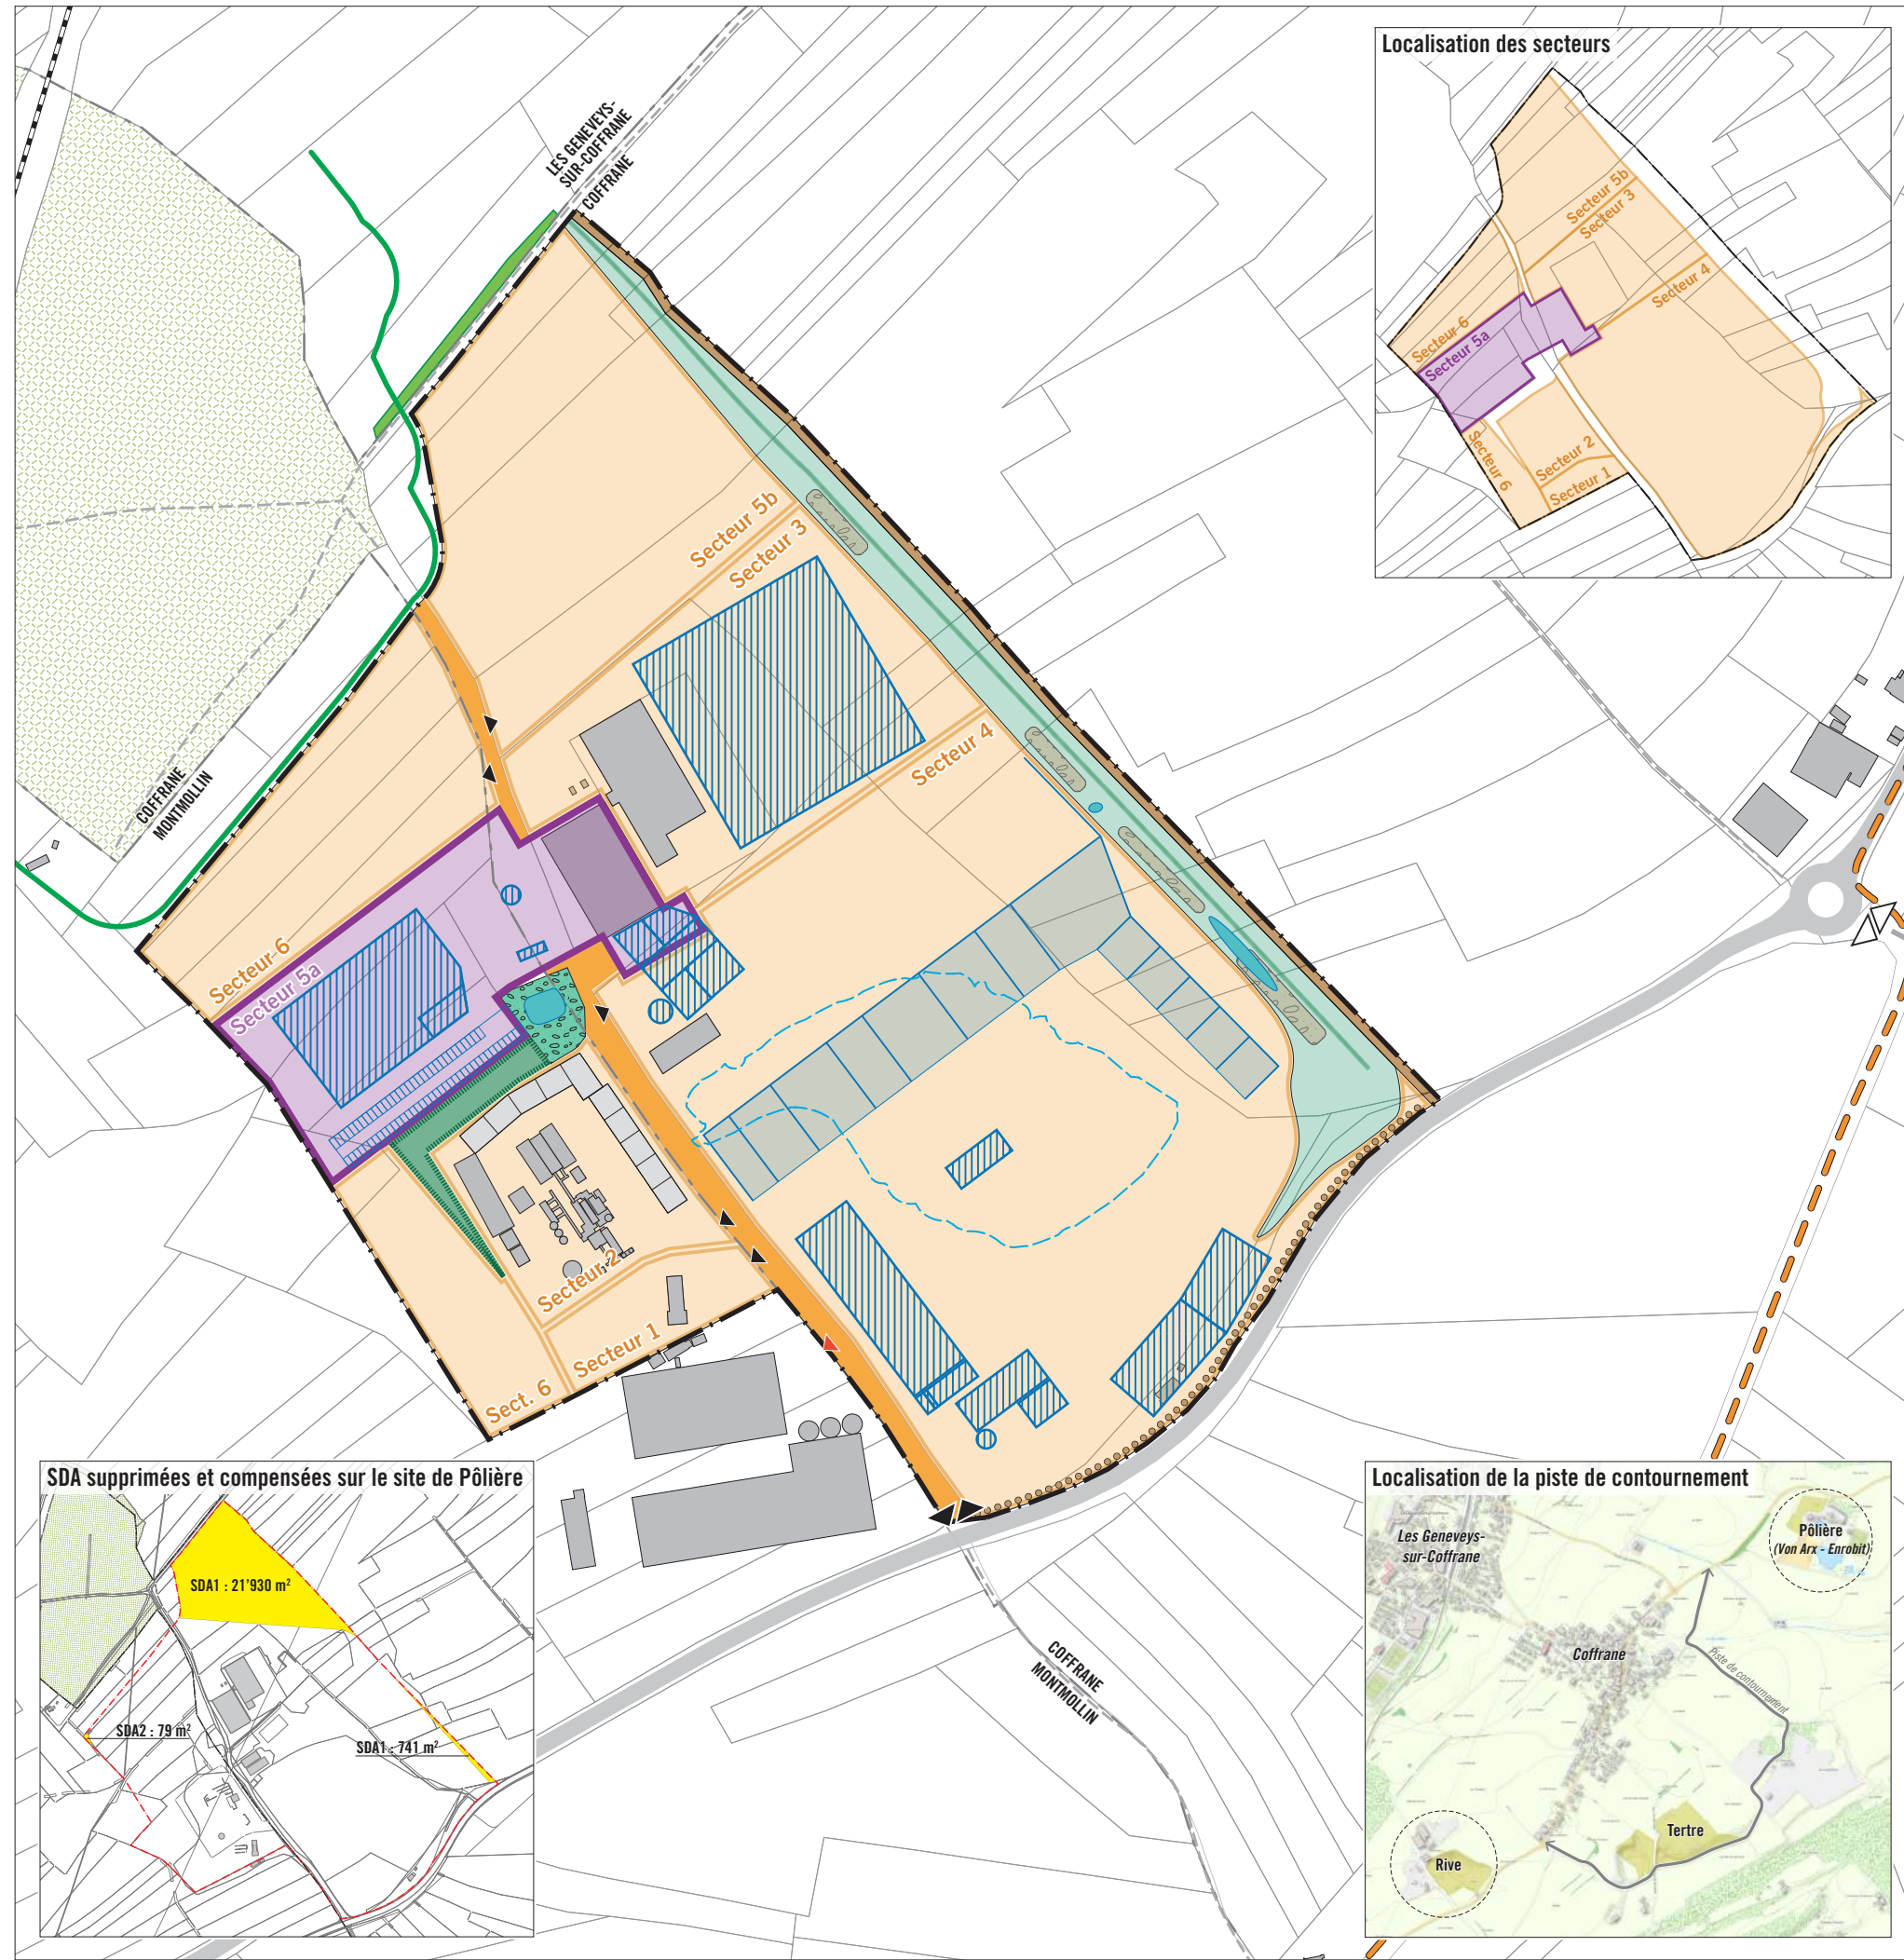 LES GENEVEYS-
SUR-COFFRANE
COFFRANE
Localisation des secteurs
Secteur 5b
Secteur 3
Secteur 4
Secteur 6
Secteur 5a
Secteur 6
Secteur 2
Secteur 1
Secteur 5b
Secteur 3
Secteur 4
COFFRANE
MONTMOLLIN
Secteur 6
Secteur 5a
Secteur 2
Secteur 1
Sect. 6
SDA supprimées et compensées sur le site de Pôlière
SDA1 : 21'930 m²
SDA2 : 79 m²
SDA1 : 741 m²
COFFRANE
MONTMOLLIN
Localisation de la piste de contournement
Les Geneveys-
sur-Coffrane
Pôlière
(Von Arx - Enrobit)
Coffrane
Piste de contournement
Tertre
Rive